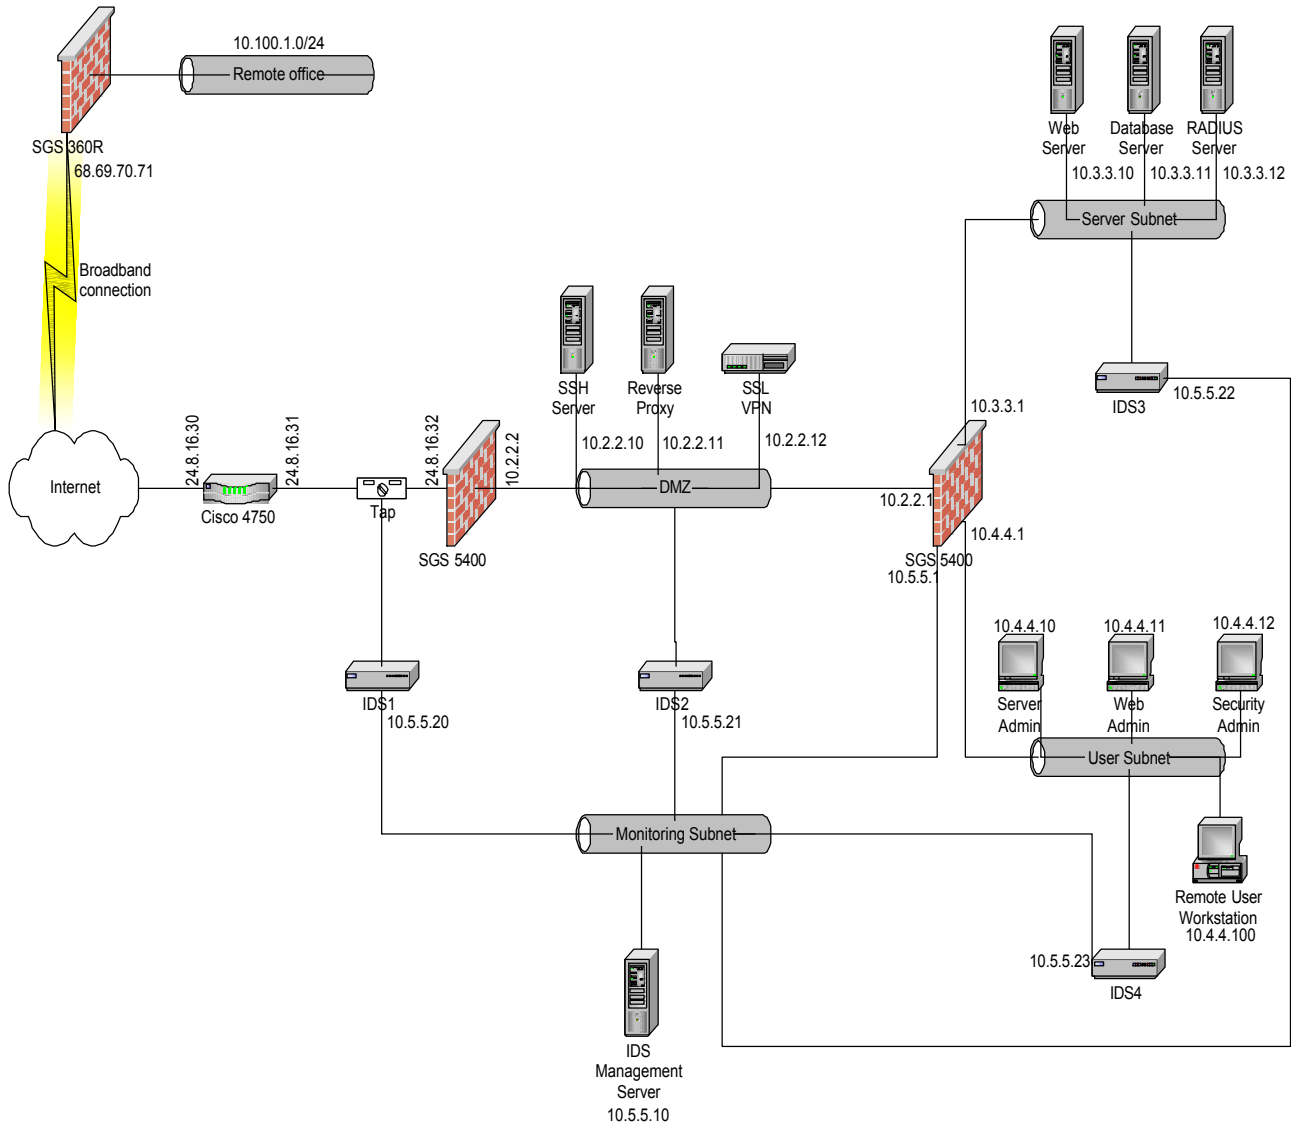 10.100.1.0/24
Remote office
SGS 360R
68.69.70.71
Broadband
connection
Internet
24.8.16.30
Cisco 4750
24.8.16.31
Tap
24.8.16.32
SGS 5400
10.2.2.2
SSH
Server
10.2.2.10
Reverse
Proxy
10.2.2.11
SSL
VPN
10.2.2.12
DMZ
10.2.2.1
SGS 5400
10.3.3.1
10.4.4.1
10.5.5.1
Web
Server
10.3.3.10
Database
Server
10.3.3.11
RADIUS
Server
10.3.3.12
Server Subnet
IDS3
10.5.5.22
10.4.4.10
Server
Admin
10.4.4.11
Web
Admin
10.4.4.12
Security
Admin
User Subnet
Remote User
Workstation
10.4.4.100
IDS1
10.5.5.20
IDS2
10.5.5.21
Monitoring Subnet
10.5.5.23
IDS4
IDS
Management
Server
10.5.5.10